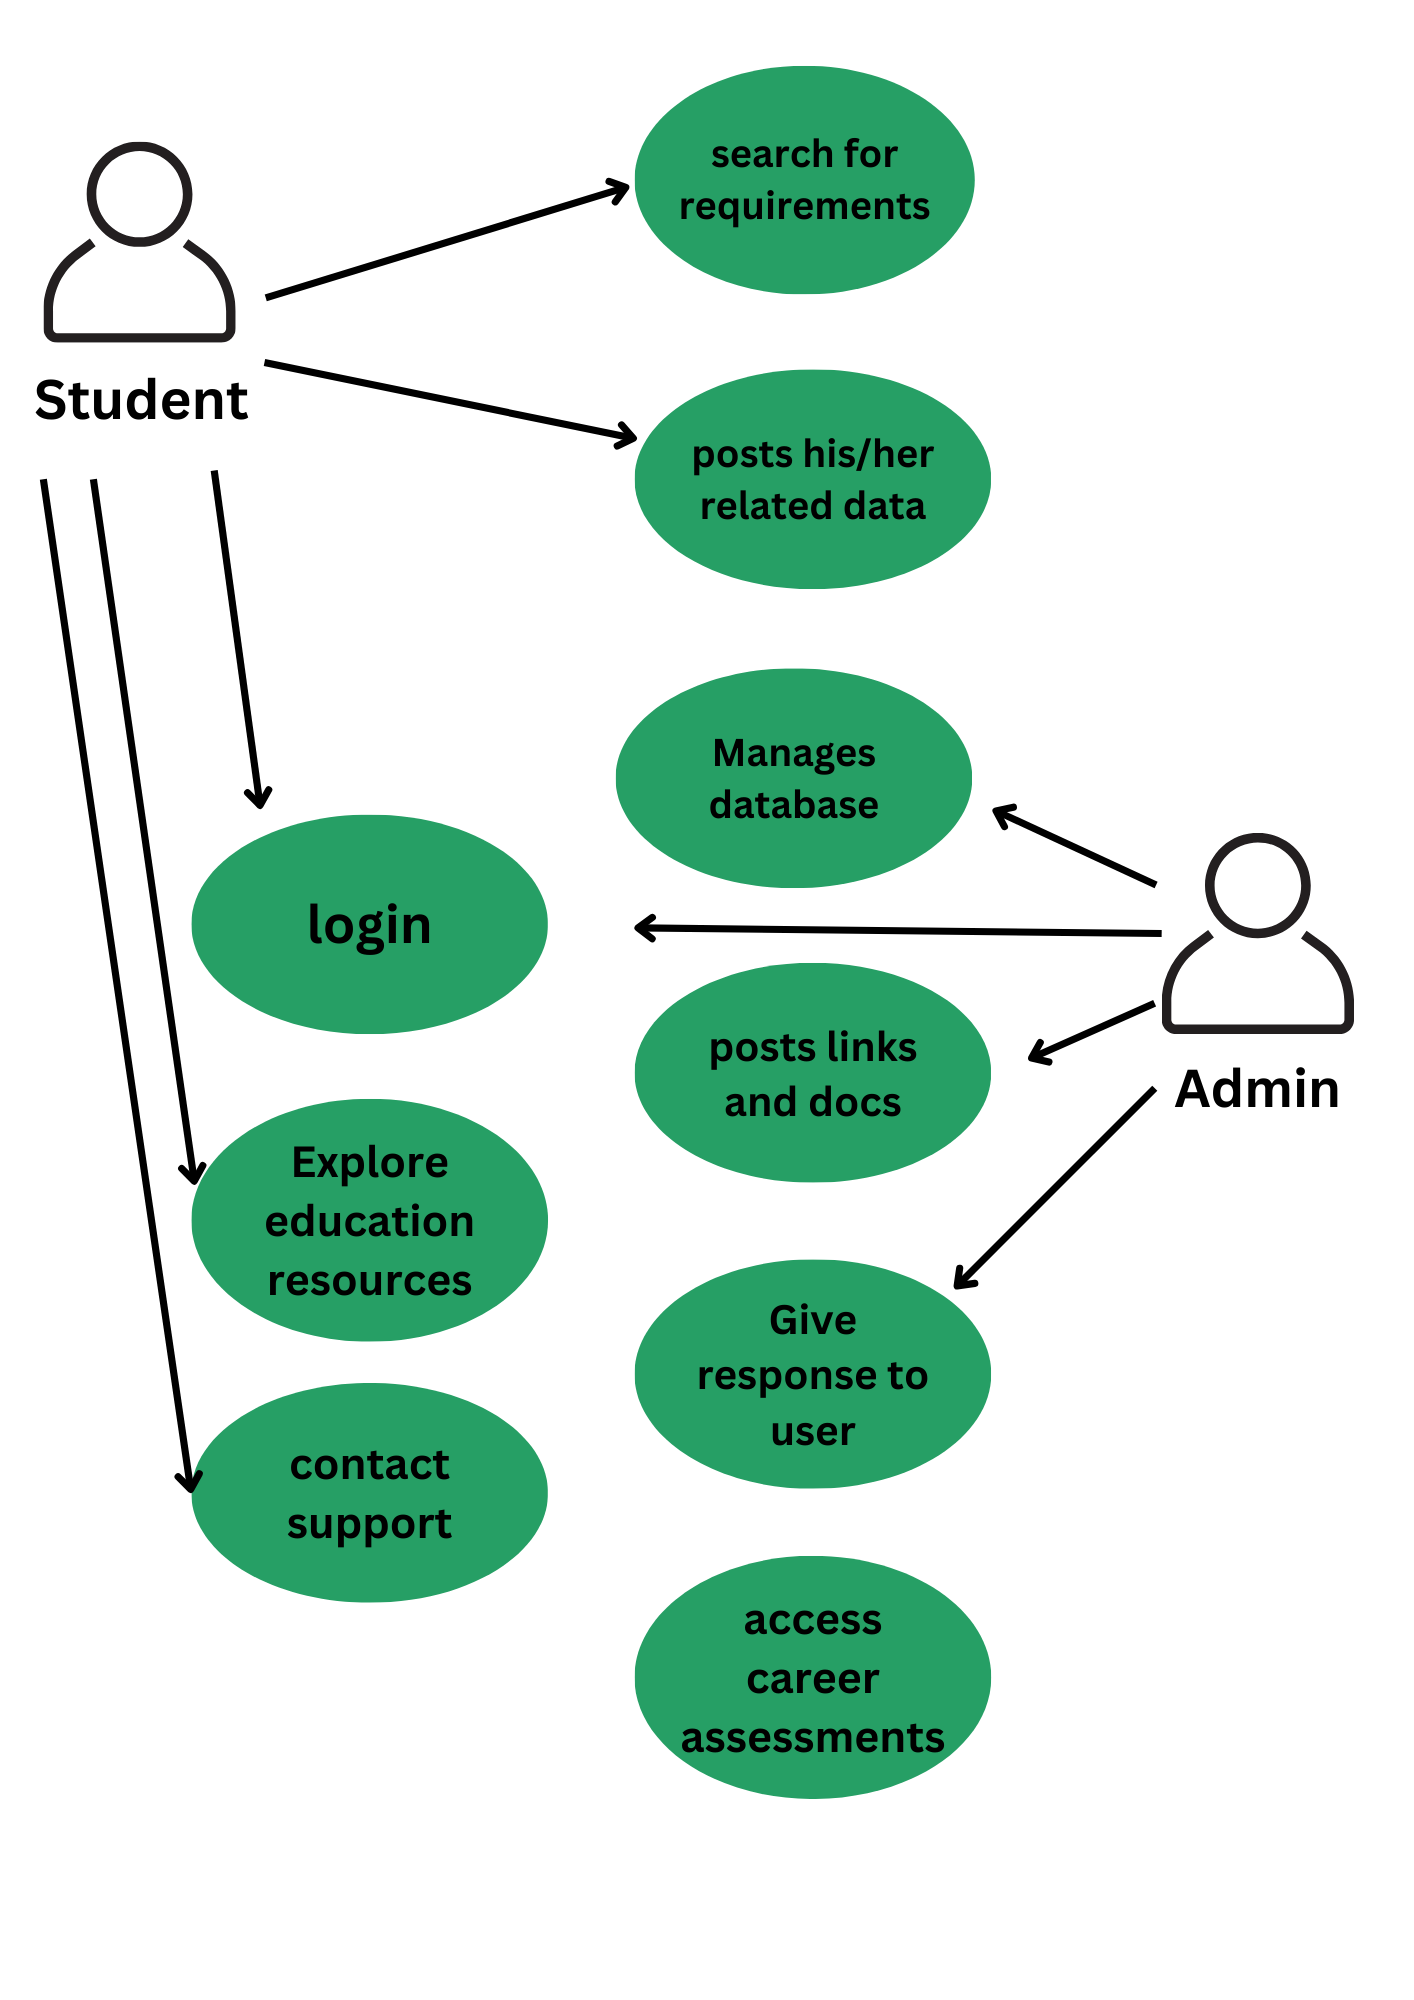 search for
requirements
Student
posts his/her
related data
Manages
database
login
posts links
and docs
Admin
Explore
education
resources
Give
response to
user
contact
support
access
career
assessments